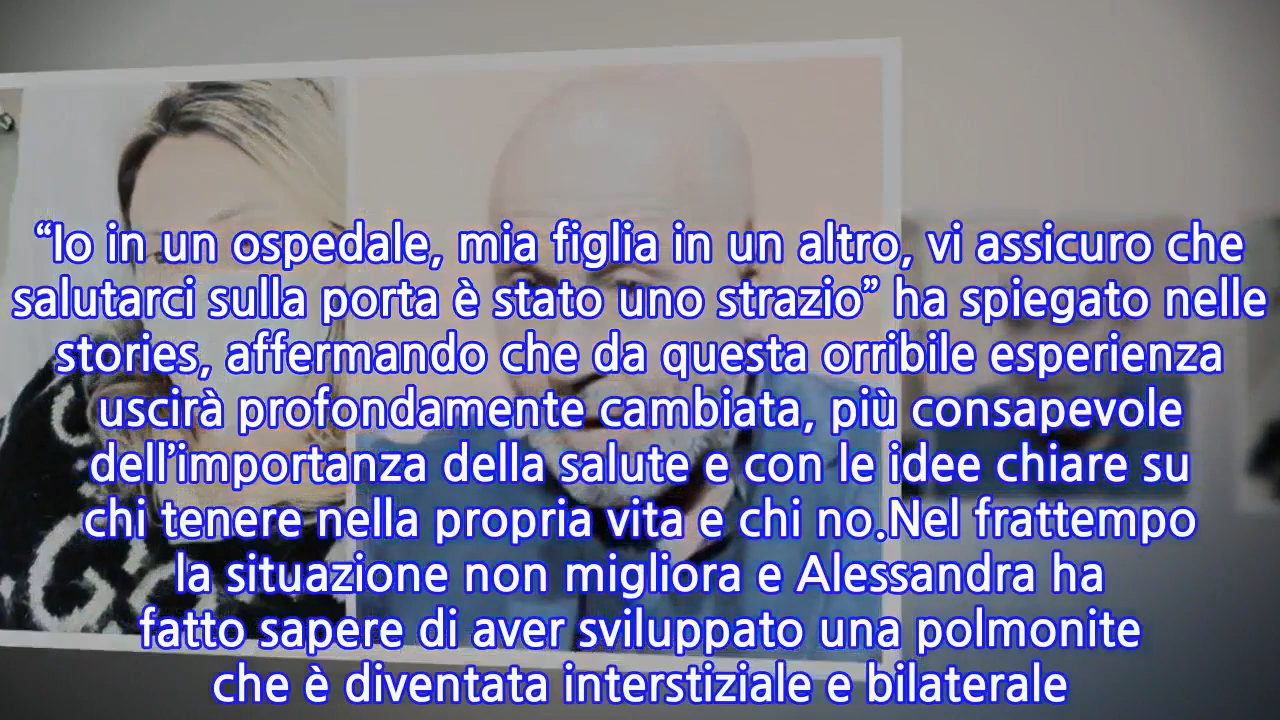 “Io in un ospedale, mia figlia in un altro, vi assicuro che
salutarci sulla porta è stato uno strazio” ha spiegato nelle
stories, affermando che da questa orribile esperienza
uscirà profondamente cambiata, più consapevole
dell’importanza della salute e con le idee chiare su
chi tenere nella propria vita e chi no.Nel frattempo
la situazione non migliora e Alessandra ha
fatto sapere di aver sviluppato una polmonite
che è diventata interstiziale e bilaterale